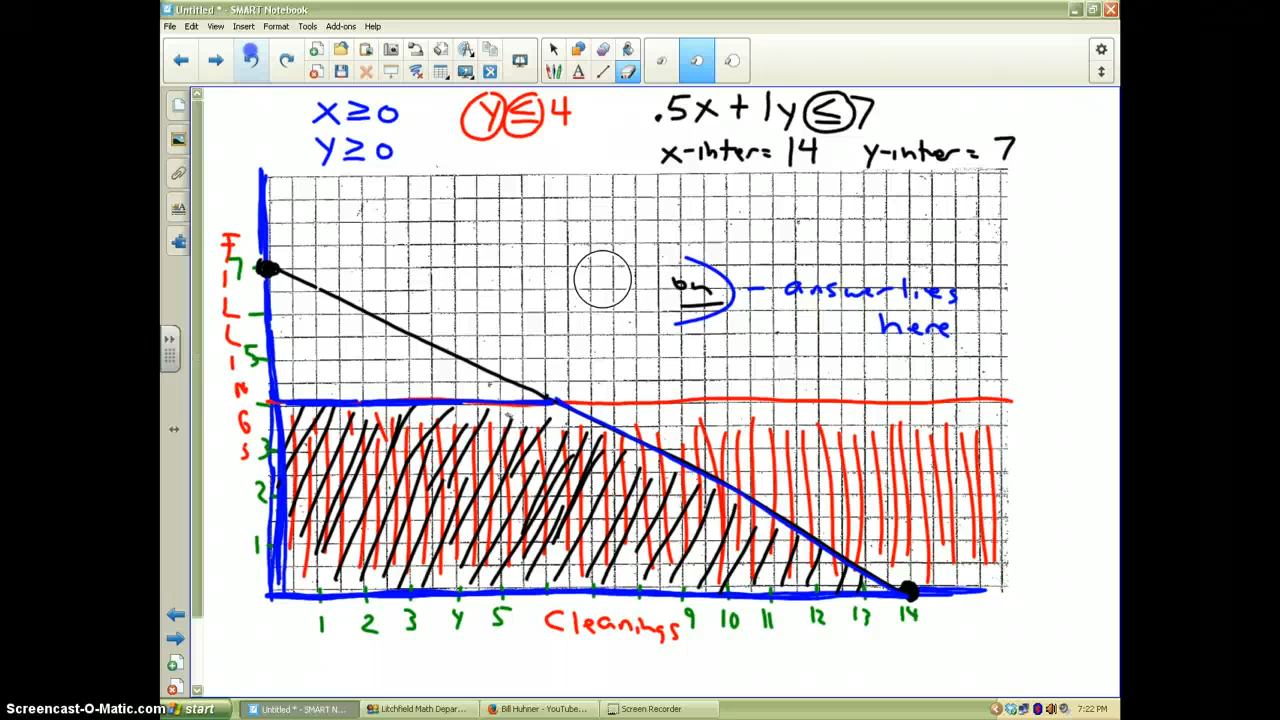 Untitled * - SMART Notebook
File Edit View Insert Format Tools Add-ons Help
x ≥ 0
y ≤ 4
.5x + 1y ≤ 7
y ≥ 0
x-inter = 14
y-inter = 7
FILLINGS
7
5
3
2
1
- answer lies
here
1 2 3 4 5 Cleanings 9 10 11 12 13 14
Screencast-O-Matic.com
start
Untitled * - SMART N...
Litchfield Math Depar...
Bill Huhner - Mozilla ...
Screen Recorder
7:22 PM